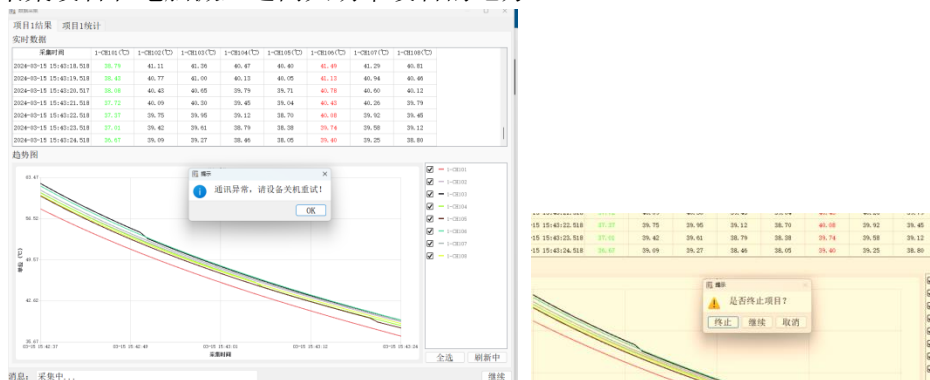 项目1结果 项目1统计
实时数据
采集时间 1-CH101(℃) 1-CH102(℃) 1-CH103(℃) 1-CH104(℃) 1-CH105(℃) 1-CH106(℃) 1-CH107(℃) 1-CH108(℃)
2024-03-15 15:43:18.518 41.11 41.36 40.47 40.40 41.49 41.29 40.81
2024-03-15 15:43:19.518 38.43 40.77 41.00 40.13 40.05 41.13 40.94 40.46
2024-03-15 15:43:20.517 38.08 40.43 40.65 39.79 39.71 40.78 40.60 40.12
2024-03-15 15:43:21.518 37.72 40.09 40.30 39.45 39.04 40.43 40.26 39.79
2024-03-15 15:43:22.518 37.37 39.75 39.95 39.12 38.70 40.08 39.92 39.45
2024-03-15 15:43:23.518 37.01 39.42 39.61 38.79 38.38 39.74 39.58 39.12
2024-03-15 15:43:24.518 36.67 39.09 39.27 38.46 38.05 39.40 39.25 38.80
趋势图
提示
通讯异常，请设备关机重试!
OK
1-CH101
1-CH102
1-CH103
1-CH104
1-CH105
1-CH106
1-CH107
1-CH108
采集时间
全选 刷新中
消息: 采集中...
继续
-15 15:43:22.518 37.37 39.75 39.95 39.12 38.70 40.08 39.92 39.45
-15 15:43:23.518 37.01 39.42 39.61 38.79 38.38 39.74 39.58 39.12
-15 15:43:24.518 36.67 39.09 39.27 38.46 38.05 39.40 39.25 38.80
提示
是否终止项目?
终止 继续 取消